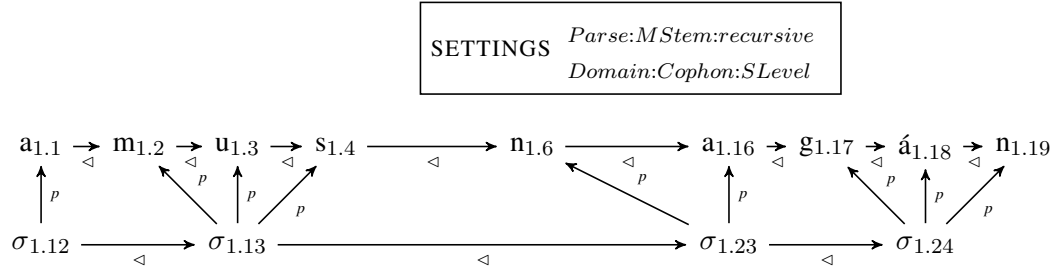 SETTINGS
Parse:MStem:recursive
Domain:Cophon:SLevel
a1.1 ◁ m1.2 ◁ u1.3 ◁ s1.4 ◁ n1.6 ◁ a1.16 ◁ g1.17 ◁ á1.18 ◁ n1.19
p p p p p p p p p
σ1.12 ◁ σ1.13 ◁ σ1.23 ◁ σ1.24